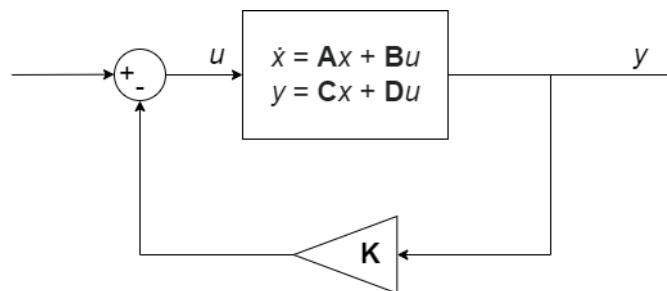 u
ẋ = Ax + Bu
y = Cx + Du
y
+
-
K